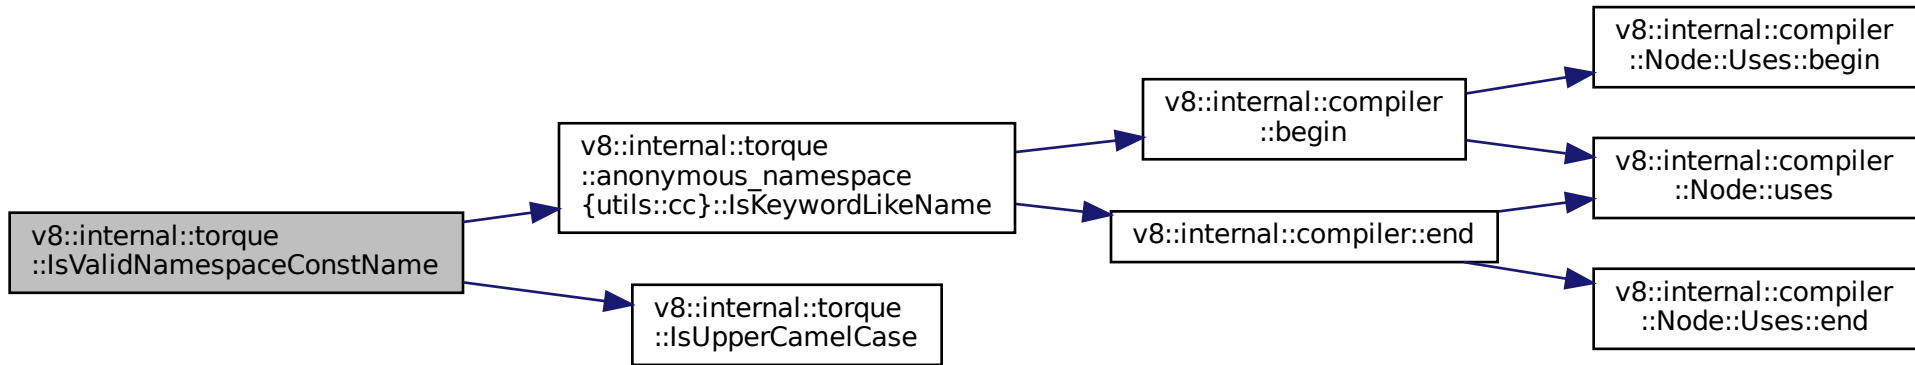 v8::internal::torque
::IsValidNamespaceConstName
v8::internal::torque
::anonymous_namespace
{utils::cc}::IsKeywordLikeName
v8::internal::torque
::IsUpperCamelCase
v8::internal::compiler
::begin
v8::internal::compiler::end
v8::internal::compiler
::Node::Uses::begin
v8::internal::compiler
::Node::uses
v8::internal::compiler
::Node::Uses::end